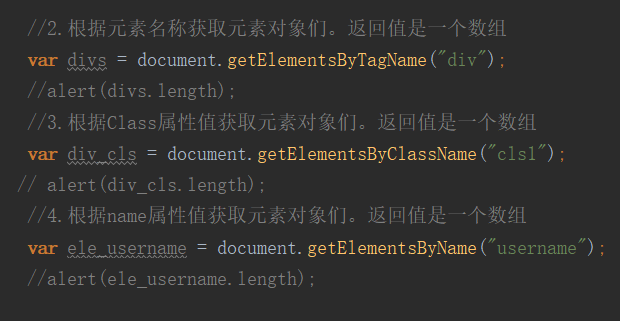 //2.根据元素名称获取元素对象们。返回值是一个数组
var divs = document.getElementsByTagName("div");
//alert(divs.length);
//3.根据Class属性值获取元素对象们。返回值是一个数组
var div_cls = document.getElementsByClassName("cls1");
// alert(div_cls.length);
//4.根据name属性值获取元素对象们。返回值是一个数组
var ele_username = document.getElementsByName("username");
//alert(ele_username.length);